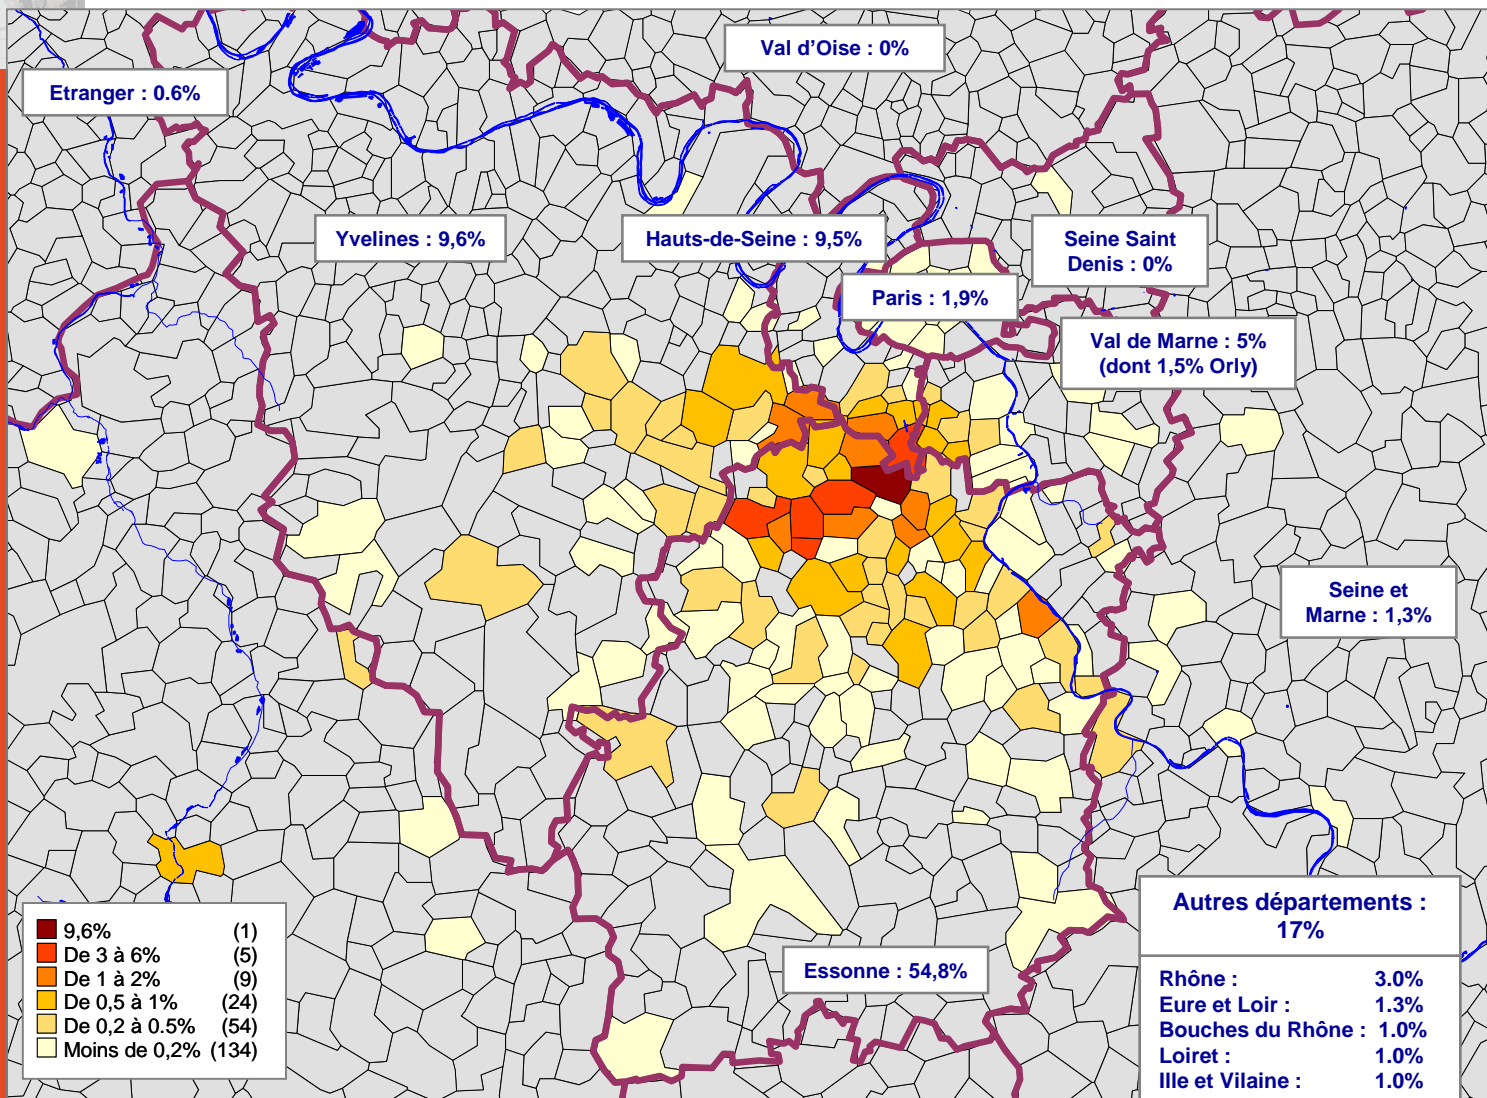 Val d'Oise : 0%
Etranger : 0.6%
Yvelines : 9,6%
Hauts-de-Seine : 9,5%
Seine Saint
Denis : 0%
Paris : 1,9%
Val de Marne : 5%
(dont 1,5% Orly)
Seine et
Marne : 1,3%
Essonne : 54,8%
9,6% (1)
De 3 à 6% (5)
De 1 à 2% (9)
De 0,5 à 1% (24)
De 0,2 à 0.5% (54)
Moins de 0,2% (134)
Autres départements :
17%
Rhône : 3.0%
Eure et Loir : 1.3%
Bouches du Rhône : 1.0%
Loiret : 1.0%
Ille et Vilaine : 1.0%